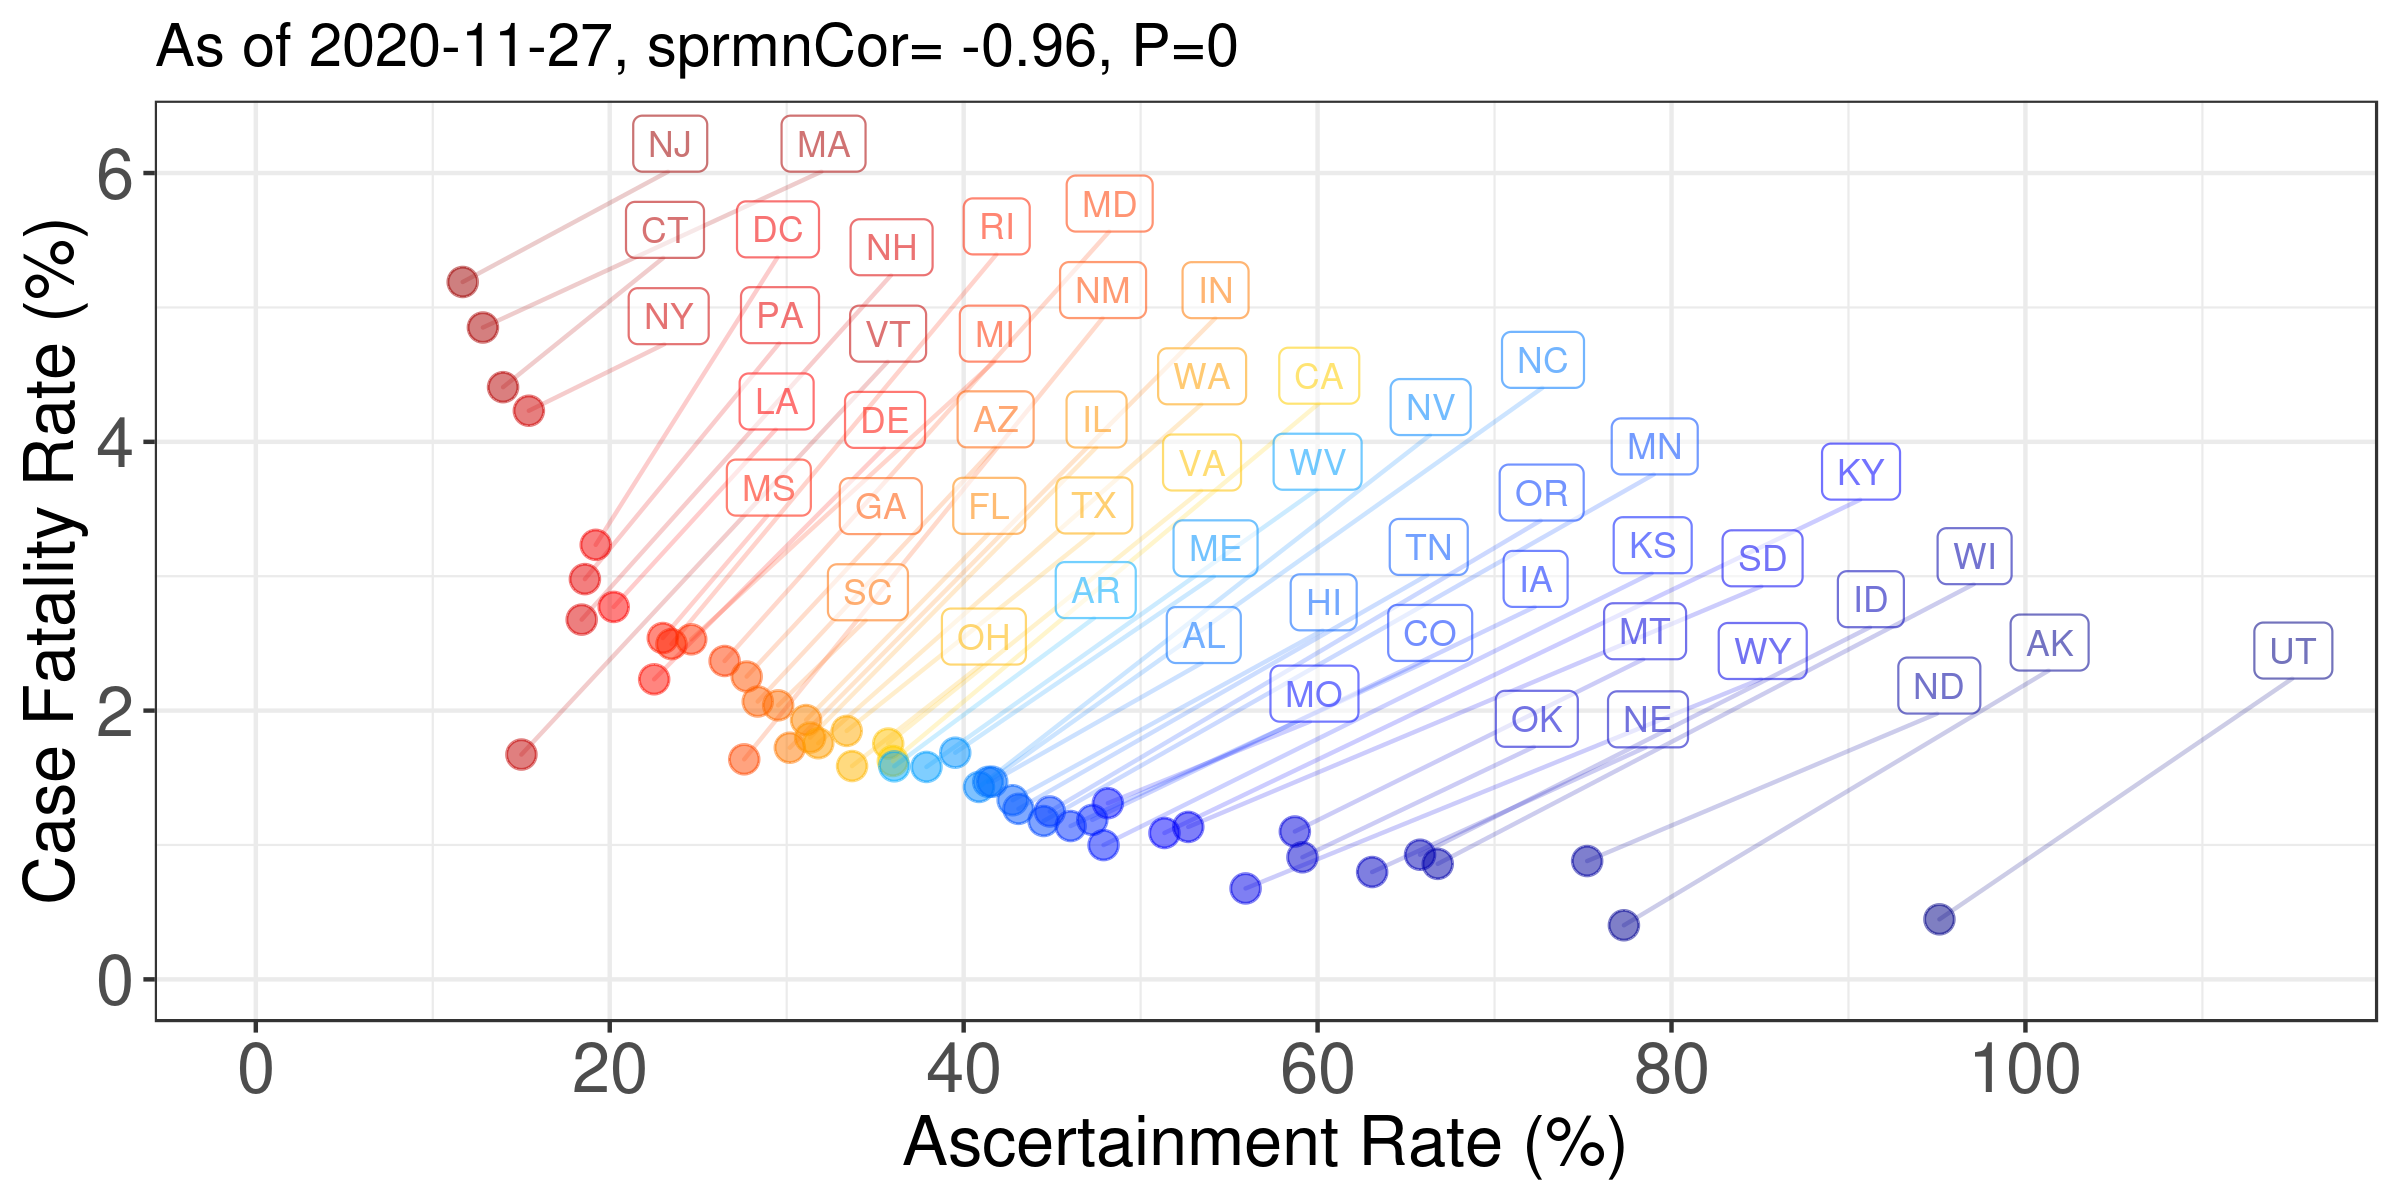 As of 2020-11-27, sprmnCor= -0.96, P=0
Case Fatality Rate (%)
6
4
2
0
NJ
MA
MD
RI
CT
DC
NH
NM
IN
NY
PA
VT
MI
NC
WA
CA
LA
DE
AZ
IL
NV
MN
VA
WV
KY
MS
GA
FL
TX
OR
ME
TN
KS
SD
WI
SC
AR
HI
IA
ID
OH
AL
CO
MT
WY
AK
UT
MO
ND
OK
NE
0
20
40
60
80
100
Ascertainment Rate (%)